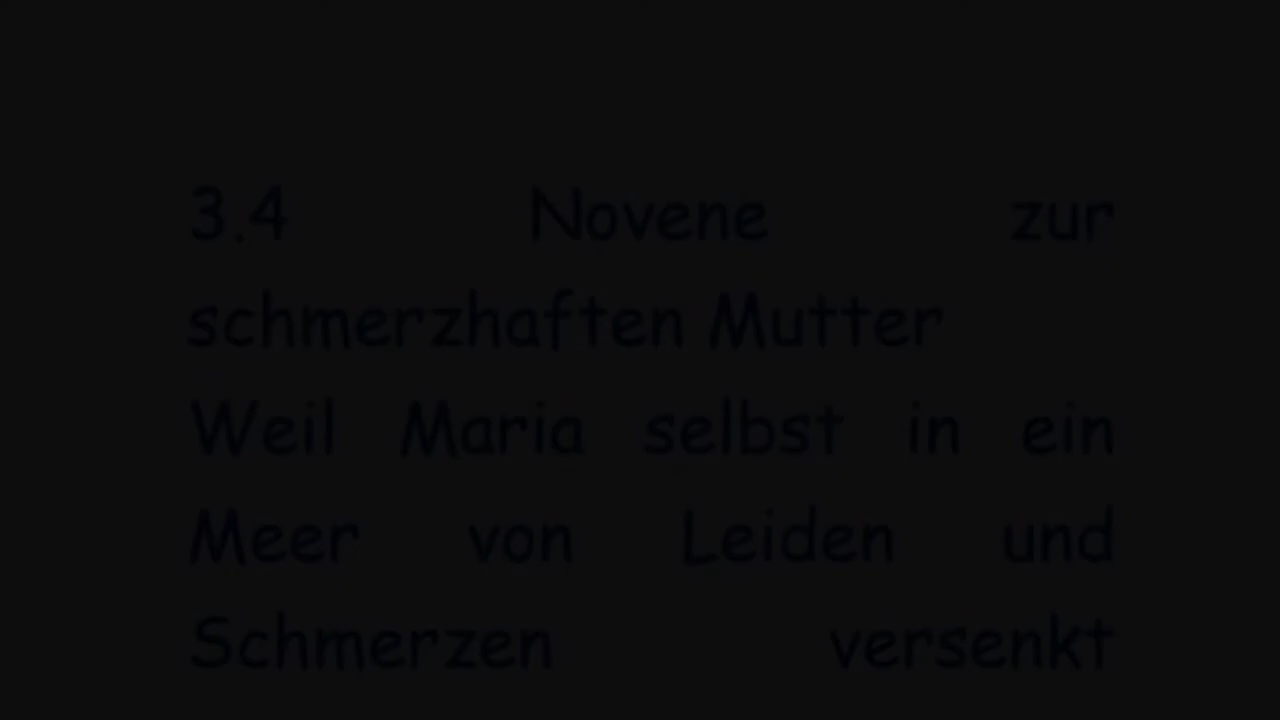 3.4 Novene zur
schmerzhaften Mutter
Weil Maria selbst in ein
Meer von Leiden und
Schmerzen versenkt